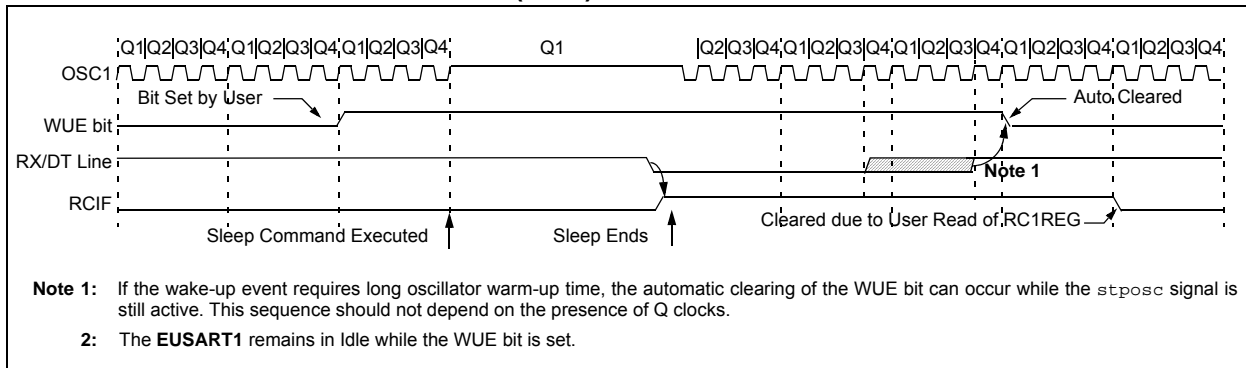 Q1|Q2|Q3|Q4|Q1|Q2|Q3|Q4|Q1|Q2|Q3|Q4 Q1 |Q2|Q3|Q4|Q1|Q2|Q3|Q4|Q1|Q2|Q3|Q4|Q1|Q2|Q3|Q4|Q1|Q2|Q3|Q4
OSC1
Bit Set by User Auto Cleared
WUE bit
RX/DT Line
Note 1
RCIF
Cleared due to User Read of RC1REG
Sleep Command Executed Sleep Ends
Note 1: If the wake-up event requires long oscillator warm-up time, the automatic clearing of the WUE bit can occur while the stposc signal is
still active. This sequence should not depend on the presence of Q clocks.
2: The EUSART1 remains in Idle while the WUE bit is set.